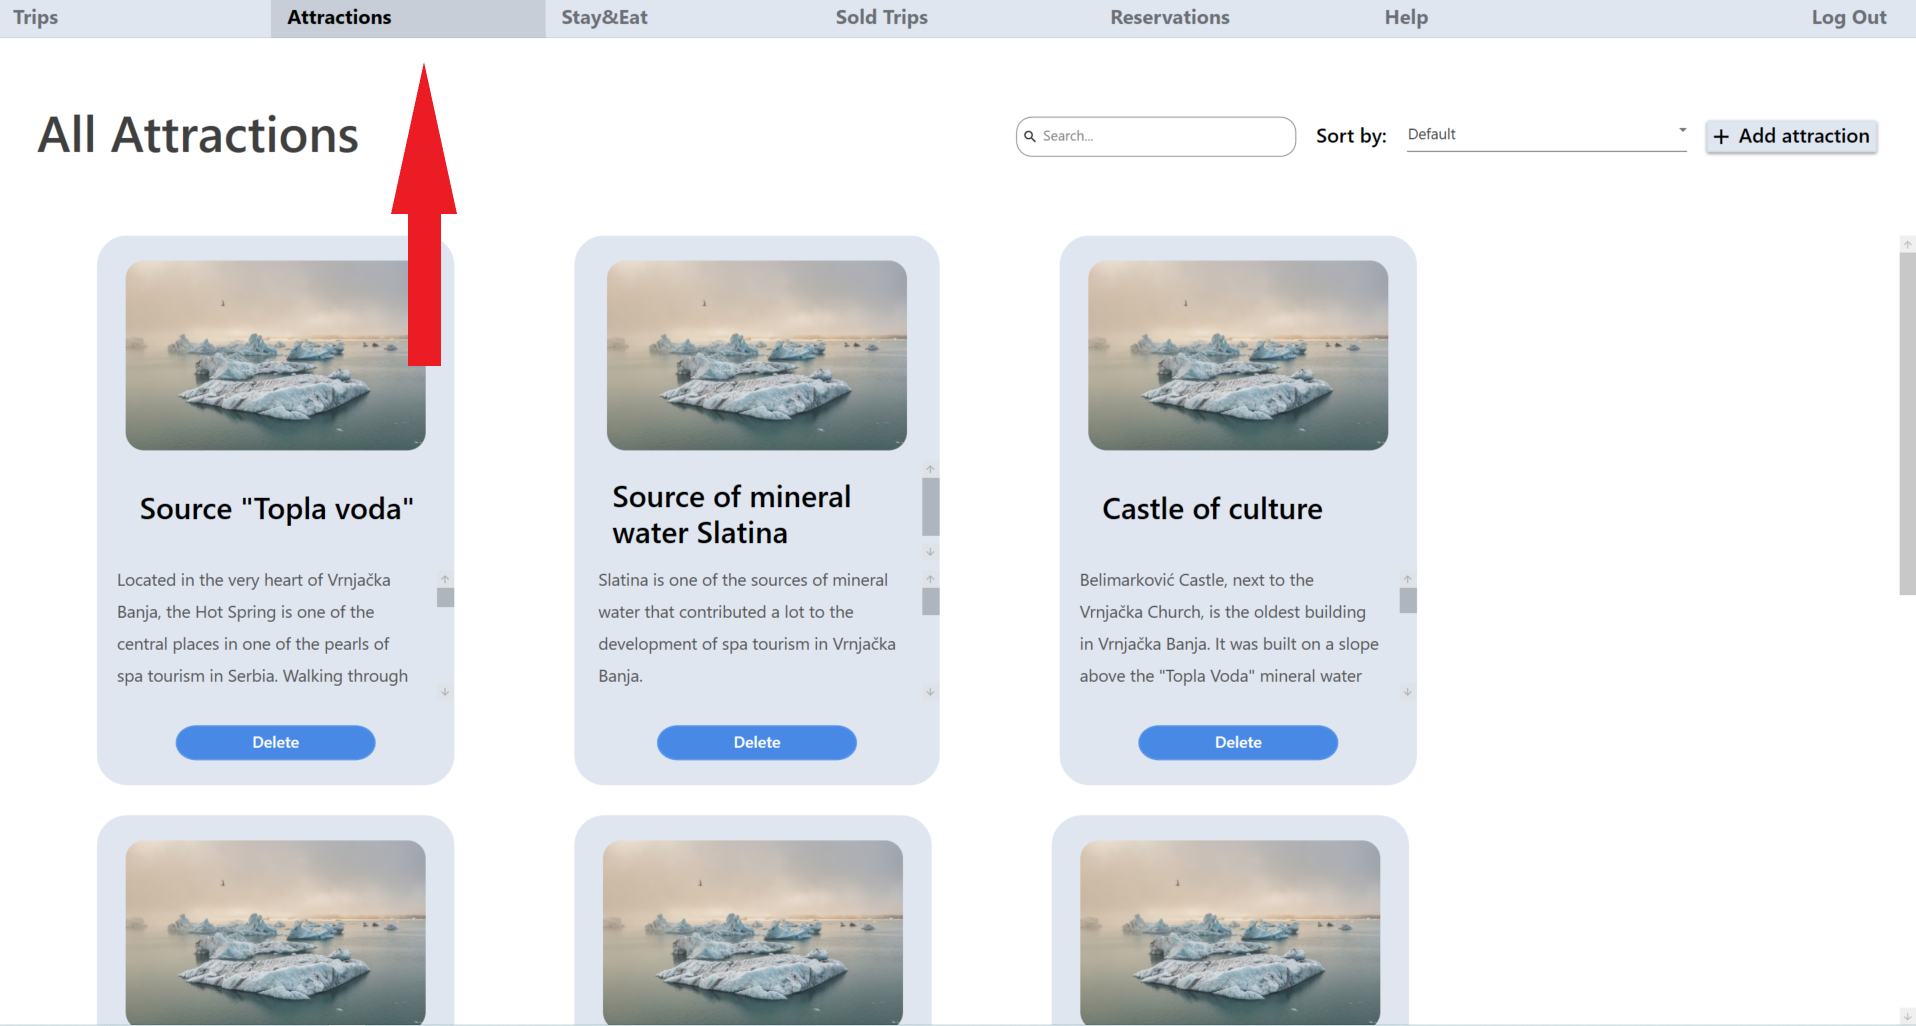 Trips Attractions Stay&Eat Sold Trips Reservations Help Log Out
All Attractions
Search...
Sort by:
Default
+ Add attraction
Source "Topla voda"
Located in the very heart of Vrnjačka
Banja, the Hot Spring is one of the
central places in one of the pearls of
spa tourism in Serbia. Walking through
Delete
Source of mineral
water Slatina
Slatina is one of the sources of mineral
water that contributed a lot to the
development of spa tourism in Vrnjačka
Banja.
Delete
Castle of culture
Belimarković Castle, next to the
Vrnjačka Church, is the oldest building
in Vrnjačka Banja. It was built on a slope
above the "Topla Voda" mineral water
Delete